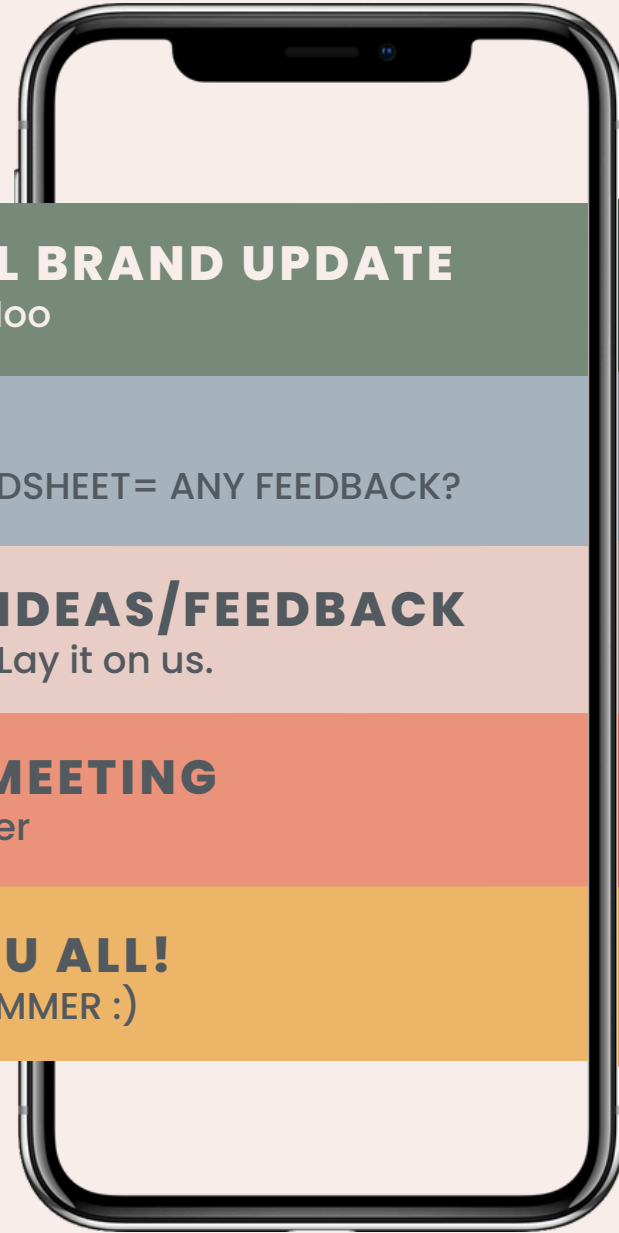 L BRAND UPDATE
loo
DSHEET= ANY FEEDBACK?
IDEAS/FEEDBACK
Lay it on us.
MEETING
er
U ALL!
MMER :)